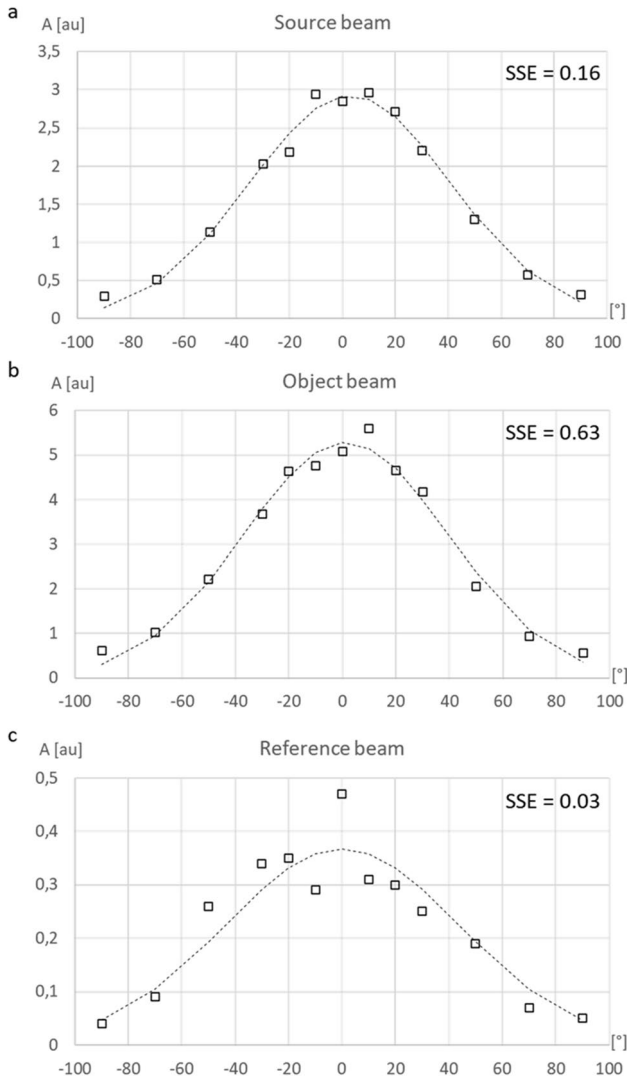 a
A [au]
Source beam
3,5
SSE = 0.16
3
2,5
2
1,5
1
0,5
0
[°]
-100 -80 -60 -40 -20 0 20 40 60 80 100
b
A [au]
Object beam
6
SSE = 0.63
5
4
3
2
1
0
[°]
-100 -80 -60 -40 -20 0 20 40 60 80 100
c
A [au]
Reference beam
0,5
SSE = 0.03
0,4
0,3
0,2
0,1
0
[°]
-100 -80 -60 -40 -20 0 20 40 60 80 100